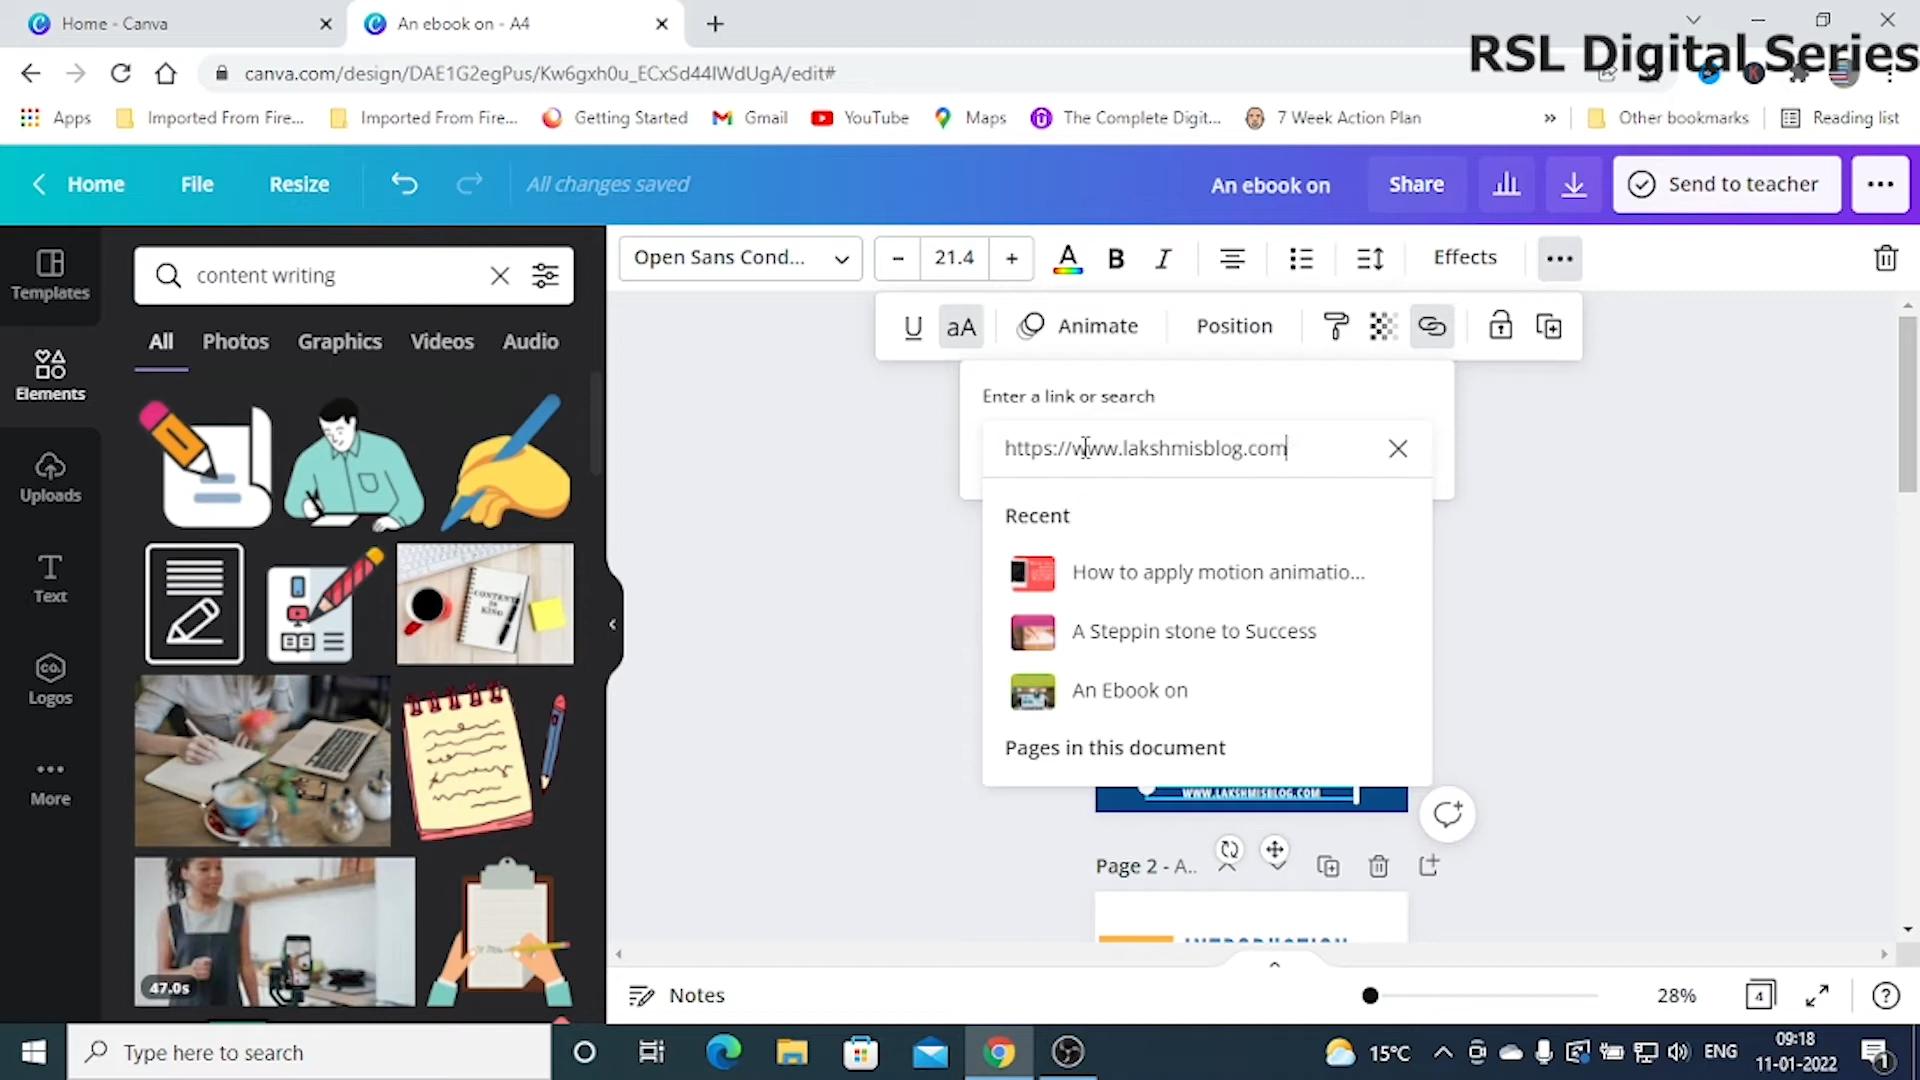 Home - Canva
An ebook on - A4
RSL Digital Series
canva.com/design/DAE1G2egPus/Kw6gxh0u_ECxSd44lWdUgA/edit#
Apps
Imported From Fire...
Imported From Fire...
Getting Started
Gmail
YouTube
Maps
The Complete Digit...
7 Week Action Plan
»
Other bookmarks
Reading list
Home
File
Resize
All changes saved
An ebook on
Share
Send to teacher
Templates
Elements
Uploads
Text
Logos
More
content writing
All
Photos
Graphics
Videos
Audio
CONTENT IS KING
47.0s
Open Sans Cond...
21.4
Effects
Animate
Position
Enter a link or search
https://www.lakshmisblog.com
Recent
How to apply motion animatio...
A Steppin stone to Success
An Ebook on
Pages in this document
WWW.LAKSHMISBLOG.COM
Page 2 - A..
INTRODUCTION
Notes
28%
4
Type here to search
15°C
ENG
09:18
11-01-2022
1